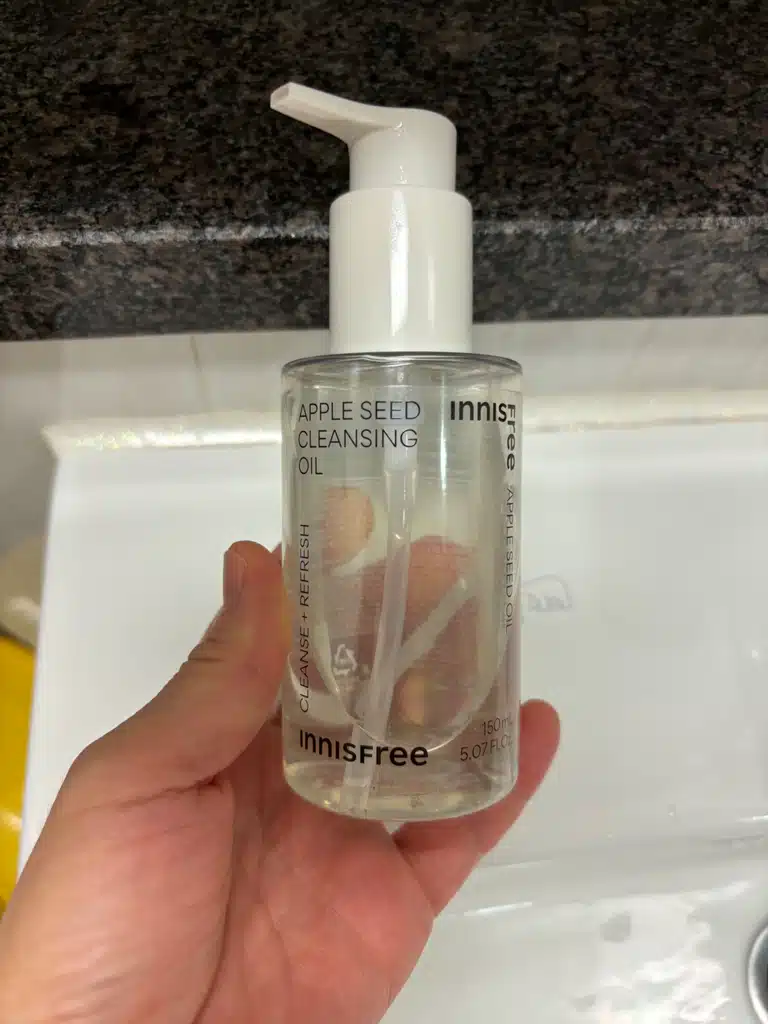 APPLE SEED
CLEANSING
OIL
INNISFree
APPLE SEED OIL
CLEANSE + REFRESH
INNISFree
150mL
5.07 FL.Oz